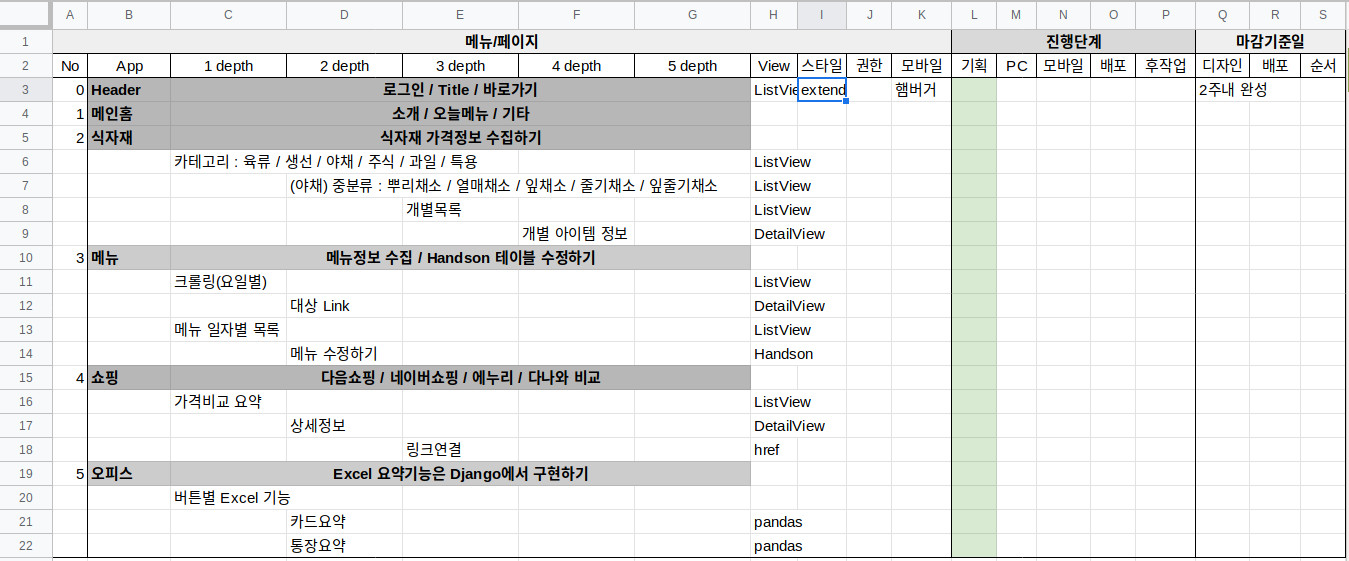 A B C D E F G H I J K L M N O P Q R S
1 메뉴/페이지 진행단계 마감기준일
2 No App 1 depth 2 depth 3 depth 4 depth 5 depth View 스타일 권한 모바일 기획 PC 모바일 배포 후작업 디자인 배포 순서
3 0 Header 로그인 / Title / 바로가기 ListVie extend 햄버거 2주내 완성
4 1 메인홈 소개 / 오늘메뉴 / 기타
5 2 식자재 식자재 가격정보 수집하기
6 카테고리 : 육류 / 생선 / 야채 / 주식 / 과일 / 특용 ListView
7 (야채) 중분류 : 뿌리채소 / 열매채소 / 잎채소 / 줄기채소 / 잎줄기채소 ListView
8 개별목록 ListView
9 개별 아이템 정보 DetailView
10 3 메뉴 메뉴정보 수집 / Handson 테이블 수정하기
11 크롤링(요일별) ListView
12 대상 Link DetailView
13 메뉴 일자별 목록 ListView
14 메뉴 수정하기 Handson
15 4 쇼핑 다음쇼핑 / 네이버쇼핑 / 에누리 / 다나와 비교
16 가격비교 요약 ListView
17 상세정보 DetailView
18 링크연결 href
19 5 오피스 Excel 요약기능은 Django에서 구현하기
20 버튼별 Excel 기능
21 카드요약 pandas
22 통장요약 pandas